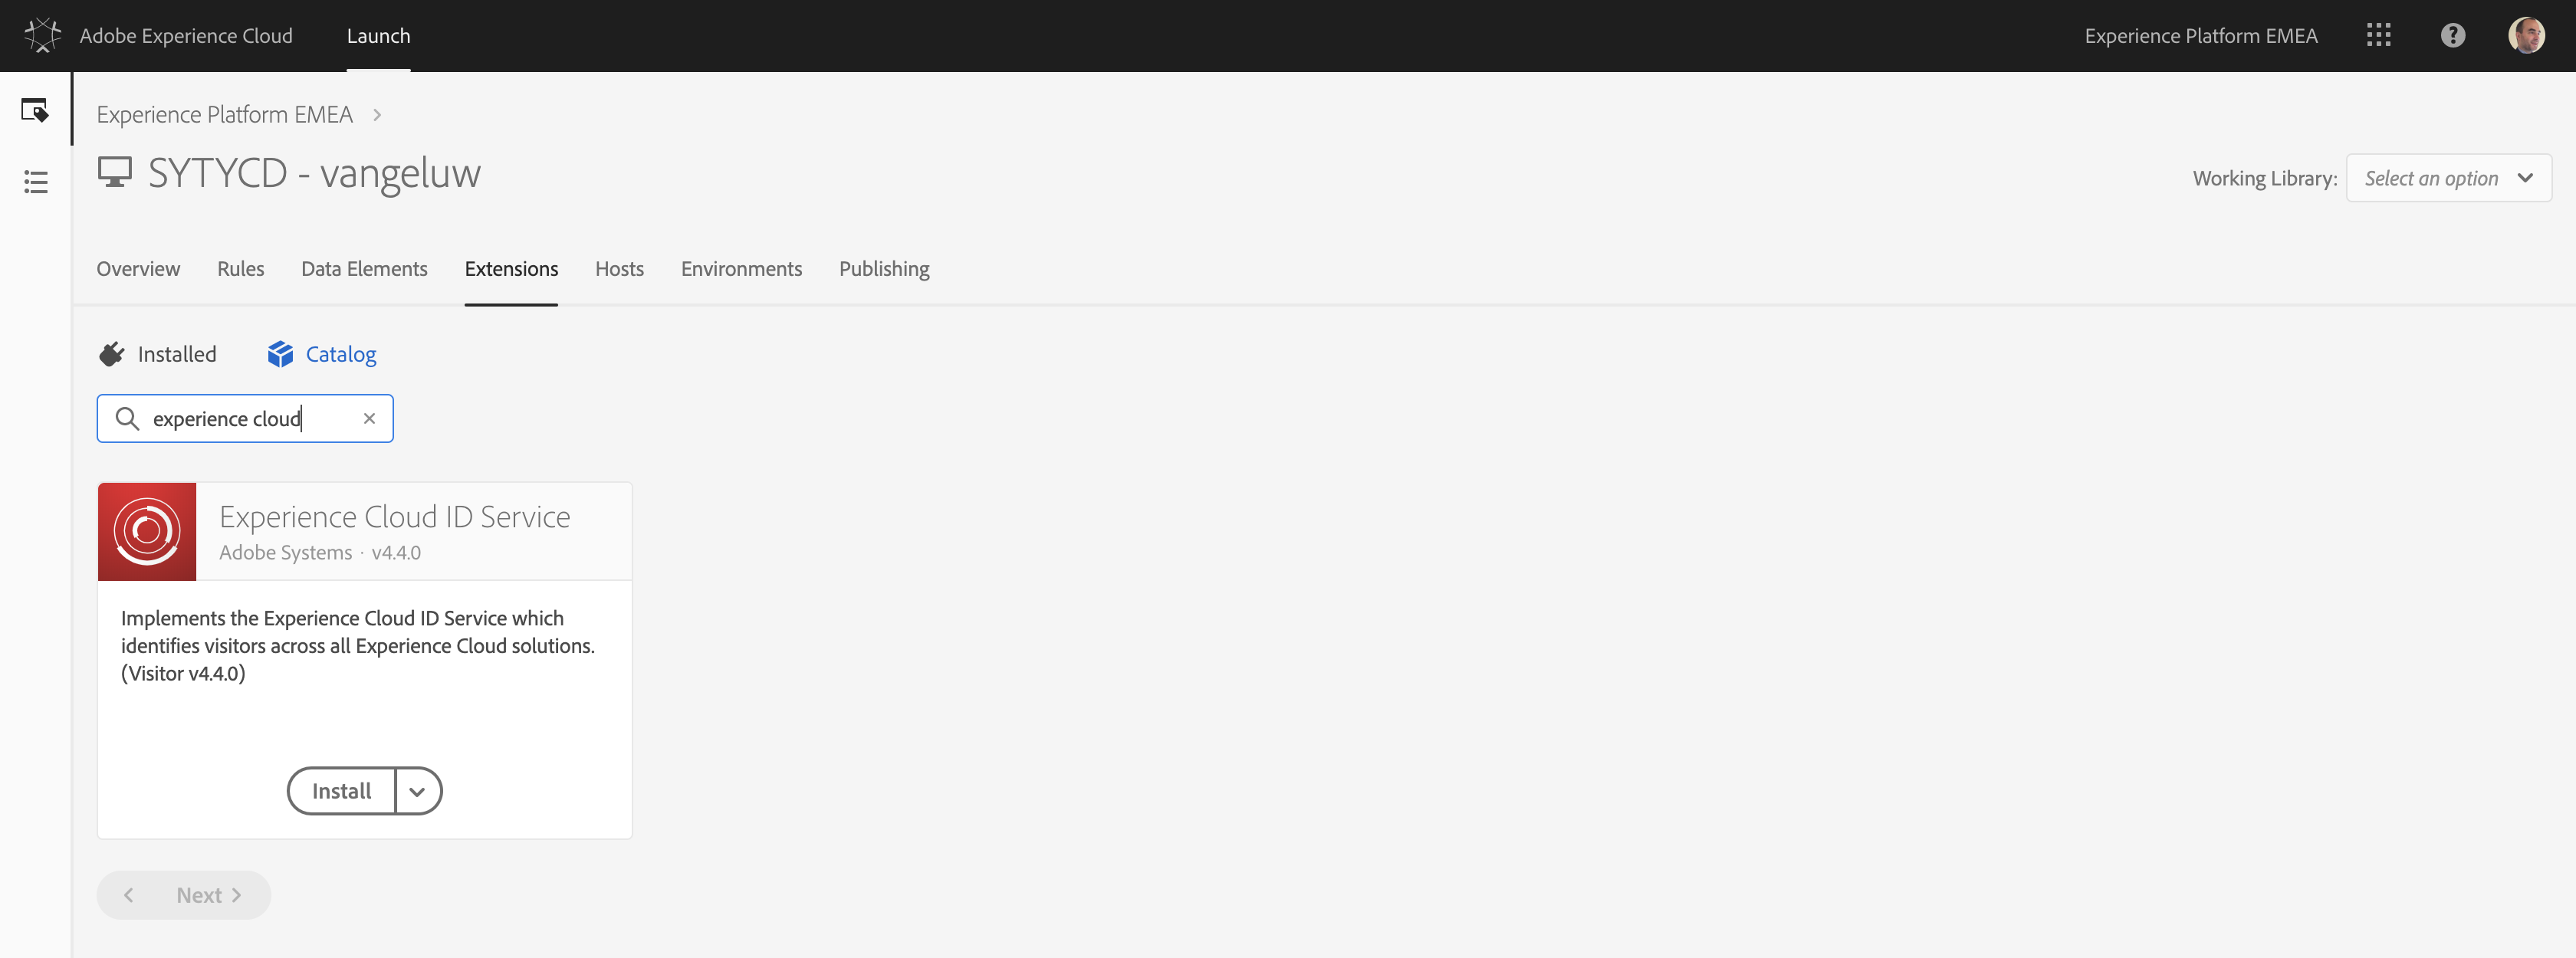 Adobe Experience Cloud Launch Experience Platform EMEA ?
Experience Platform EMEA >
SYTYCD - vangeluw
Working Library: Select an option
Overview Rules Data Elements Extensions Hosts Environments Publishing
Installed Catalog
experience cloud ×
Experience Cloud ID Service
Adobe Systems · v4.4.0
Implements the Experience Cloud ID Service which
identifies visitors across all Experience Cloud solutions.
(Visitor v4.4.0)
Install
< Next >